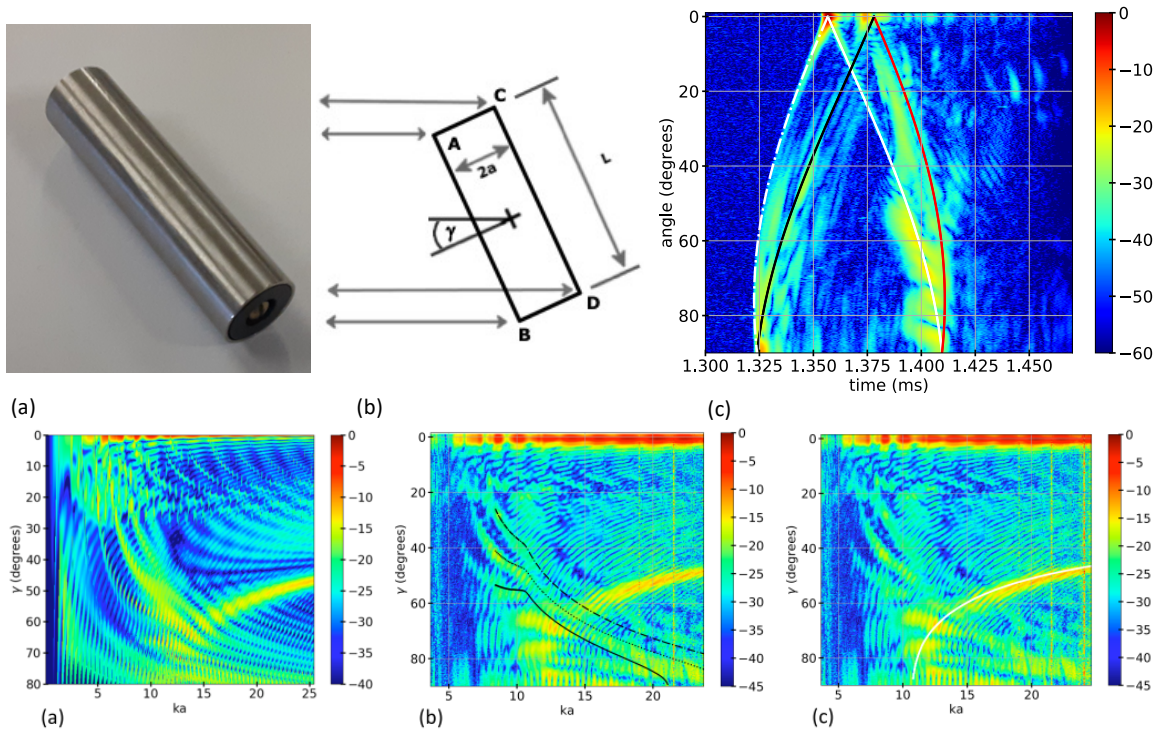 A
B
C
D
2a
L
γ
0
20
40
60
80
angle (degrees)
1.300 1.325 1.350 1.375 1.400 1.425 1.450
time (ms)
0
−10
−20
−30
−40
−50
−60
(a)
(b)
(c)
0
10
20
30
40
50
60
70
80
γ (degrees)
5 10 15 20 25
ka
0
−5
−10
−15
−20
−25
−30
−35
−40
(a)
0
20
40
60
80
γ (degrees)
5 10 15 20
ka
0
−5
−10
−15
−20
−25
−30
−35
−40
−45
(b)
0
20
40
60
80
γ (degrees)
5 10 15 20
ka
0
−5
−10
−15
−20
−25
−30
−35
−40
−45
(c)